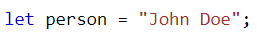 let person = "John Doe";